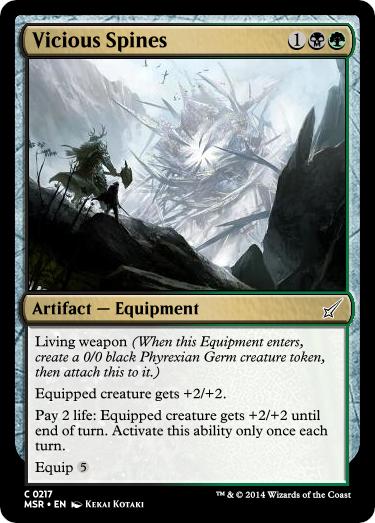 Vicious Spines 1
Artifact — Equipment
Living weapon (When this Equipment enters,
create a 0/0 black Phyrexian Germ creature token,
then attach this to it.)
Equipped creature gets +2/+2.
Pay 2 life: Equipped creature gets +2/+2 until
end of turn. Activate this ability only once each
turn.
Equip 5
C 0217
MSR • EN Kekai Kotaki
™ & © 2014 Wizards of the Coast